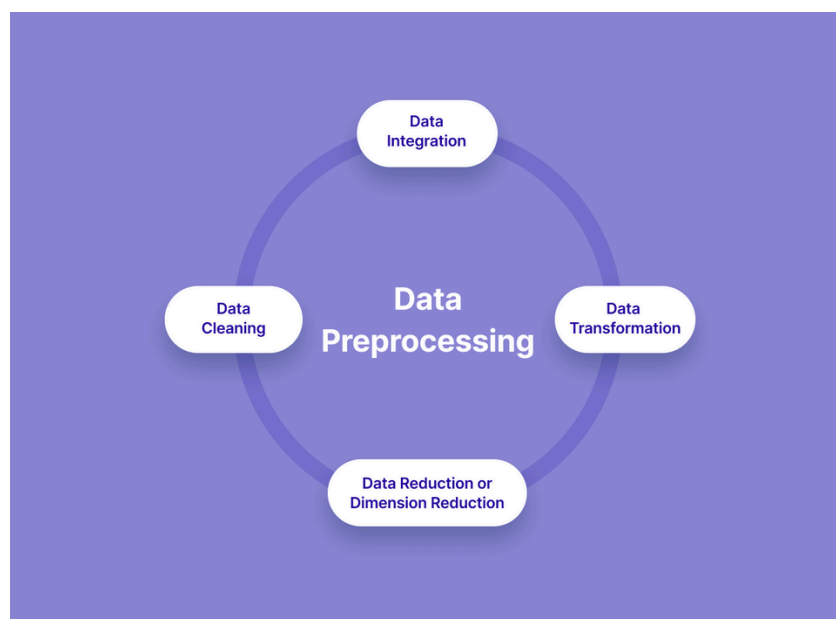 Data
Integration
Data
Cleaning
Data
Preprocessing
Data
Transformation
Data Reduction or
Dimension Reduction